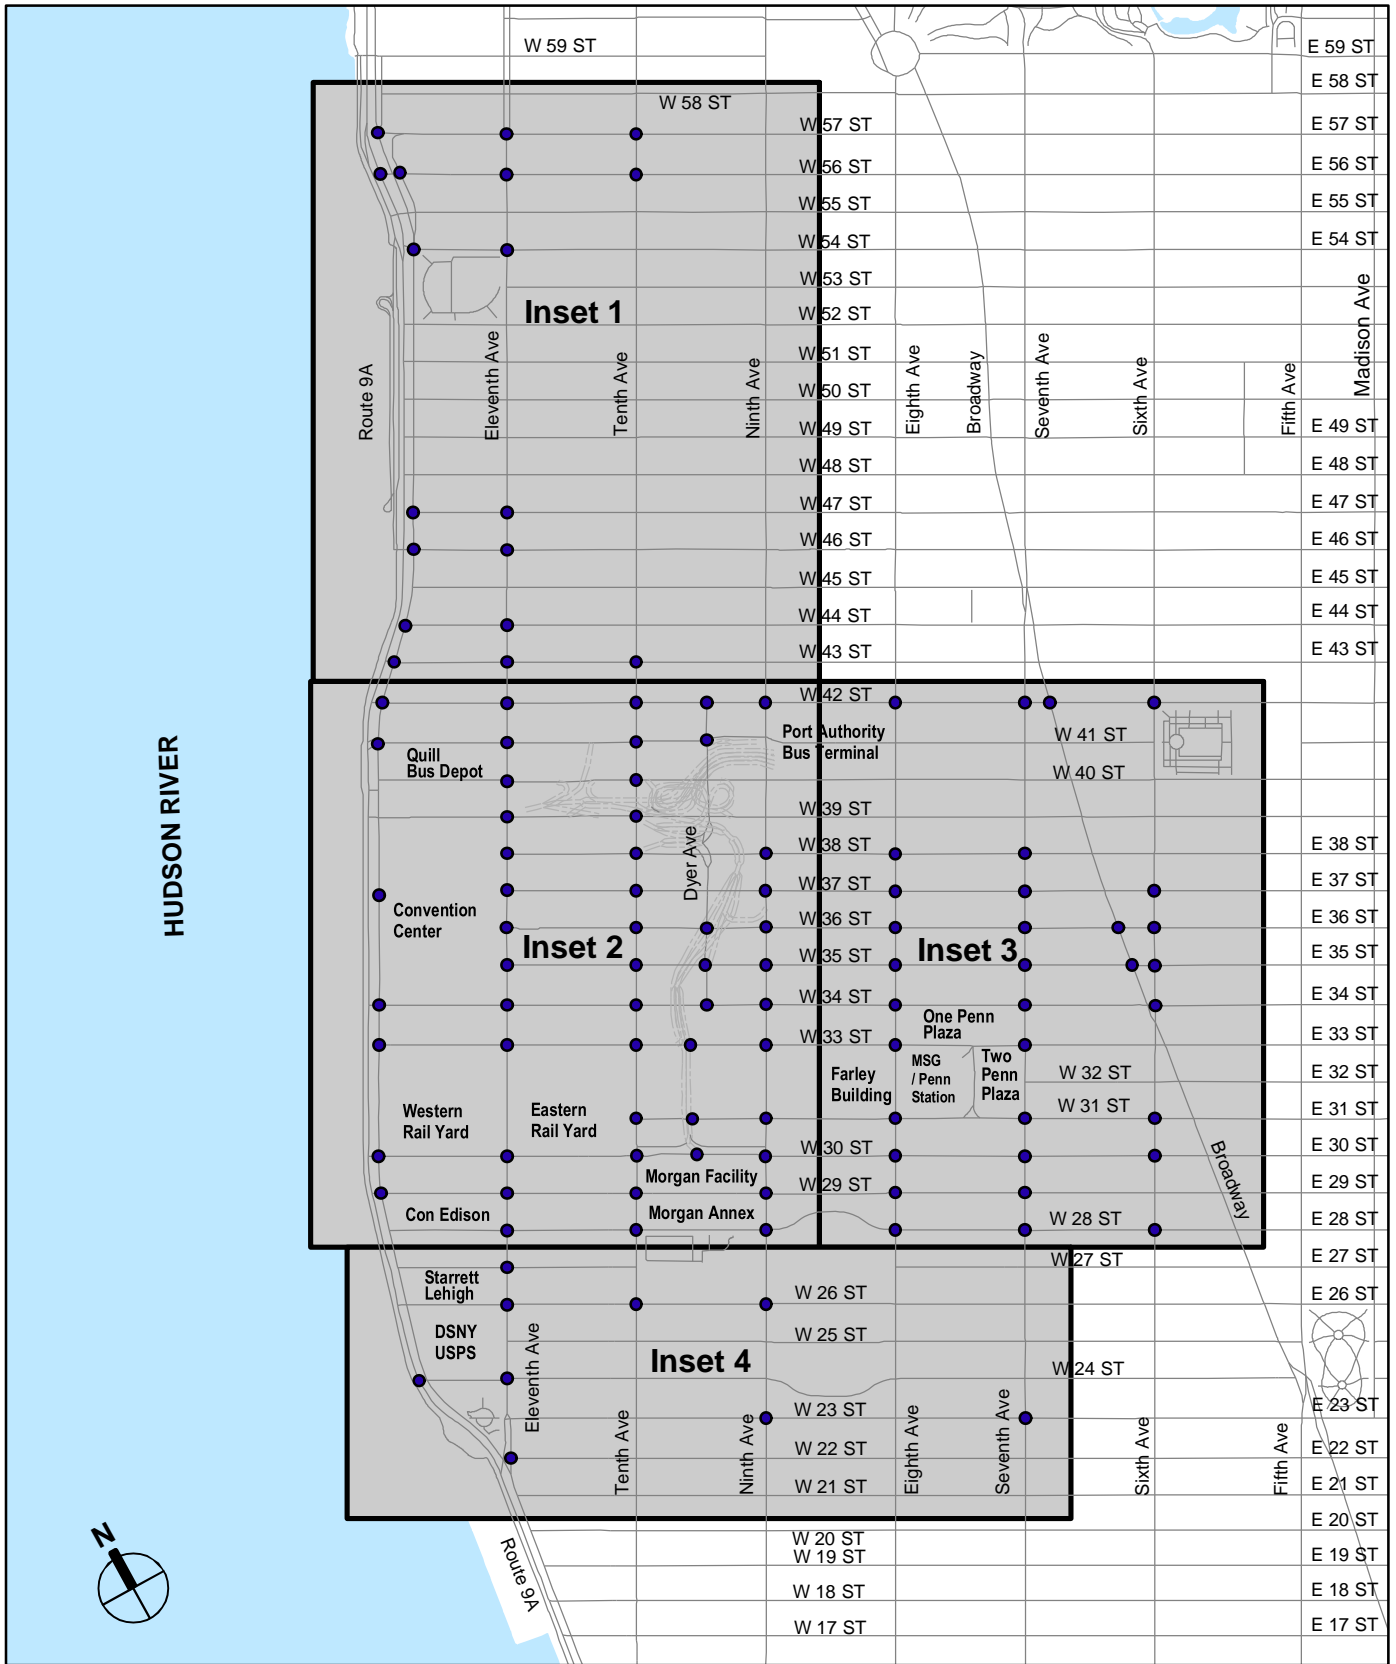 W 59 ST
E 59 ST
E 58 ST
W 58 ST
W 57 ST
E 57 ST
W 56 ST
E 56 ST
W 55 ST
E 55 ST
W 54 ST
E 54 ST
W 53 ST
Inset 1
W 52 ST
Route 9A
Eleventh Ave
Tenth Ave
Ninth Ave
W 51 ST
W 50 ST
Eighth Ave
Broadway
Seventh Ave
Sixth Ave
Fifth Ave
Madison Ave
W 49 ST
E 49 ST
W 48 ST
E 48 ST
W 47 ST
E 47 ST
W 46 ST
E 46 ST
W 45 ST
E 45 ST
W 44 ST
E 44 ST
W 43 ST
E 43 ST
W 42 ST
Port Authority
Bus Terminal
W 41 ST
Quill
Bus Depot
W 40 ST
HUDSON RIVER
W 39 ST
Dyer Ave
W 38 ST
E 38 ST
W 37 ST
E 37 ST
Convention
Center
W 36 ST
E 36 ST
Inset 2
W 35 ST
Inset 3
E 35 ST
W 34 ST
E 34 ST
One Penn
Plaza
W 33 ST
E 33 ST
Farley
Building
MSG
/ Penn
Station
Two
Penn
Plaza
W 32 ST
E 32 ST
W 31 ST
E 31 ST
Western
Rail Yard
Eastern
Rail Yard
W 30 ST
E 30 ST
Morgan Facility
W 29 ST
Broadway
E 29 ST
Con Edison
Morgan Annex
W 28 ST
E 28 ST
W 27 ST
E 27 ST
Starrett
Lehigh
W 26 ST
E 26 ST
DSNY
USPS
Eleventh Ave
W 25 ST
Inset 4
W 24 ST
W 23 ST
E 23 ST
Tenth Ave
Ninth Ave
Eighth Ave
Seventh Ave
Sixth Ave
Fifth Ave
W 22 ST
E 22 ST
W 21 ST
E 21 ST
E 20 ST
N
Route 9A
W 20 ST
W 19 ST
E 19 ST
W 18 ST
E 18 ST
W 17 ST
E 17 ST